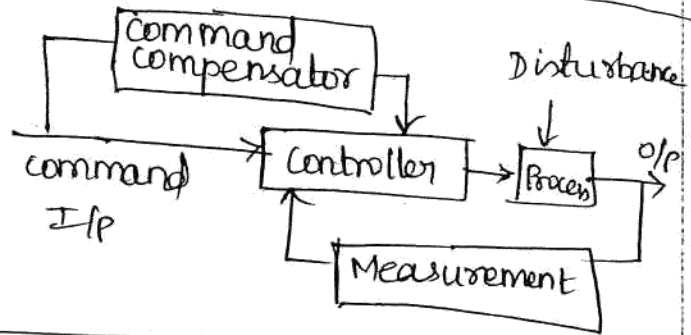 Command
Compensator
Disturbance
Command
I/p
Controller
Process
O/p
Measurement